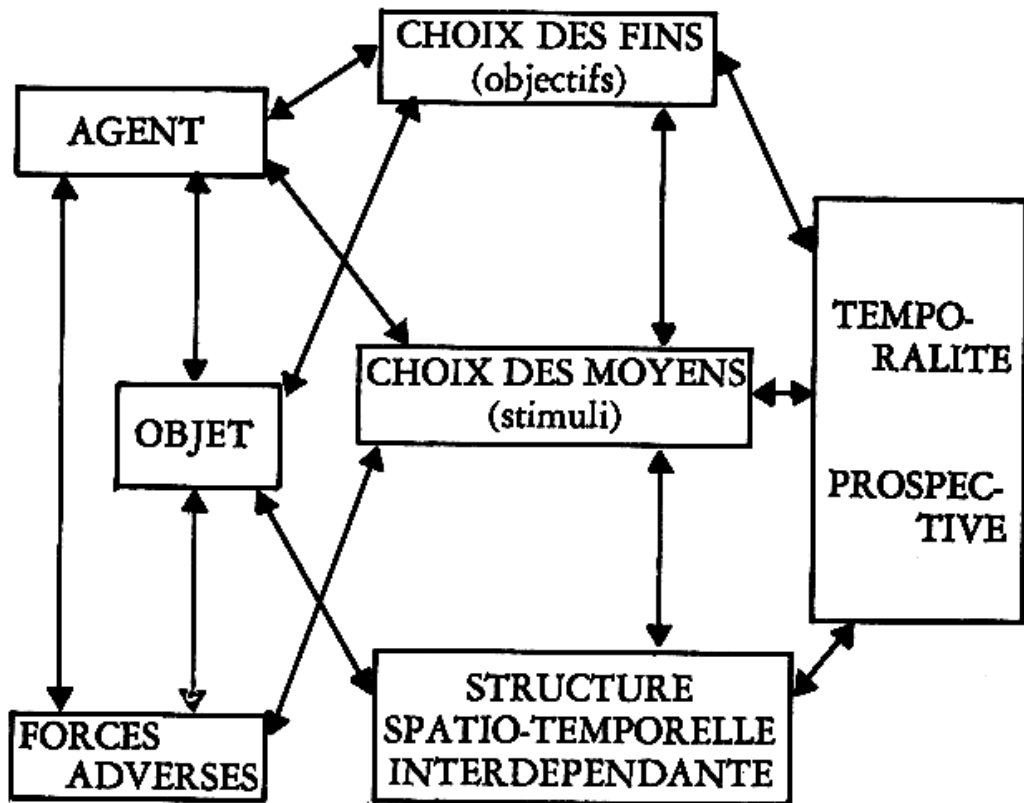 CHOIX DES FINS
(objectifs)
AGENT
TEMPO-
RALITE
PROSPEC-
TIVE
CHOIX DES MOYENS
(stimuli)
OBJET
STRUCTURE
SPATIO-TEMPORELLE
INTERDEPENDANTE
FORCES
ADVERSES